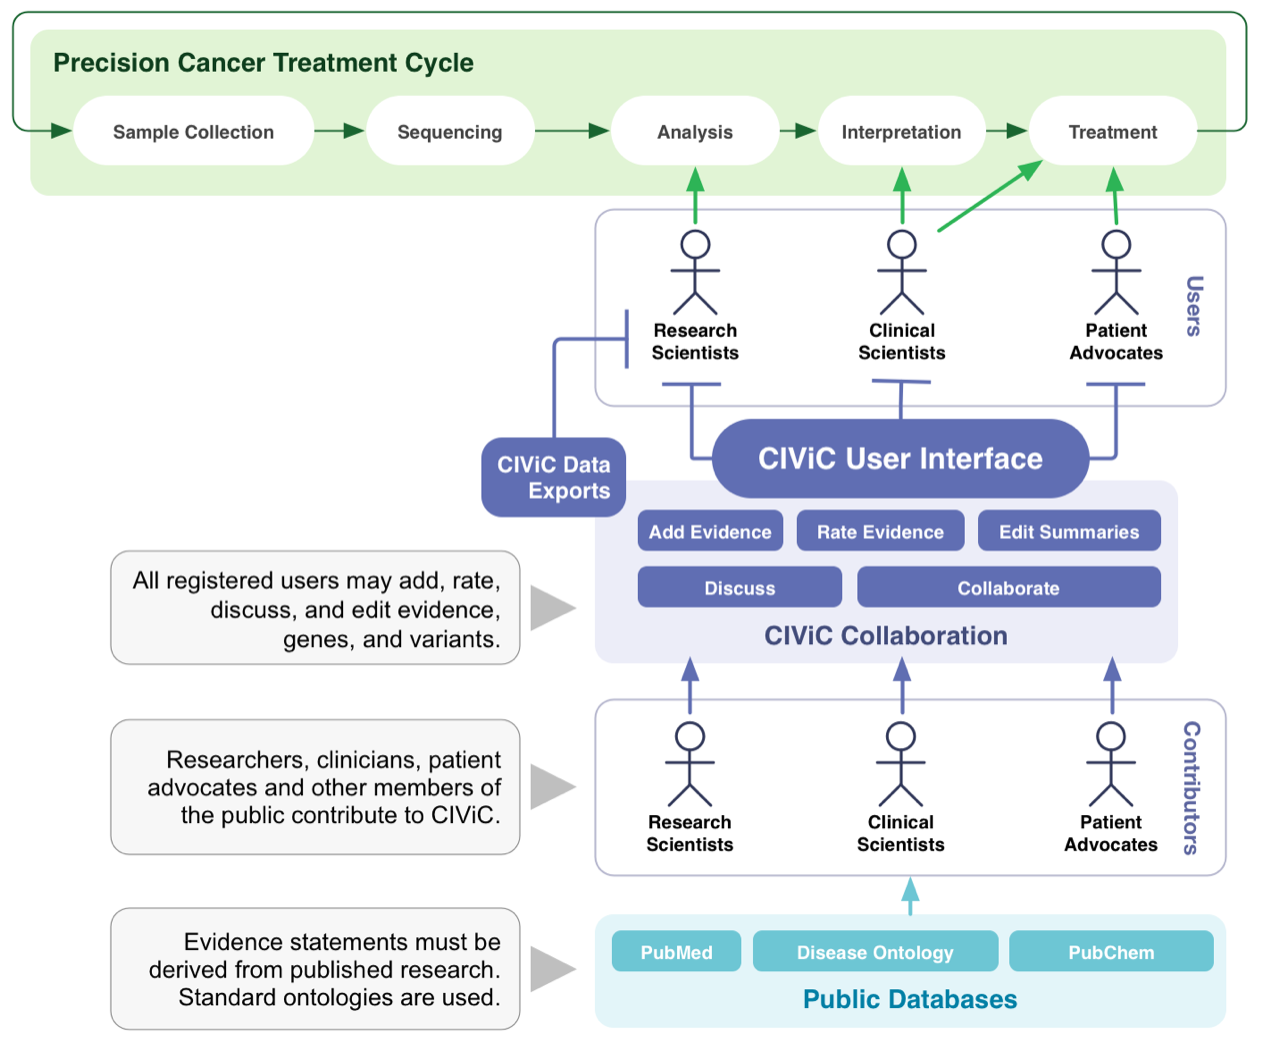 Precision Cancer Treatment Cycle
Sample Collection
Sequencing
Analysis
Interpretation
Treatment
Research
Scientists
Clinical
Scientists
Patient
Advocates
Users
CIViC Data
Exports
CIViC User Interface
Add Evidence
Rate Evidence
Edit Summaries
Discuss
Collaborate
CIViC Collaboration
All registered users may add, rate,
discuss, and edit evidence,
genes, and variants.
Researchers, clinicians, patient
advocates and other members of
the public contribute to CIViC.
Research
Scientists
Clinical
Scientists
Patient
Advocates
Contributors
Evidence statements must be
derived from published research.
Standard ontologies are used.
PubMed
Disease Ontology
PubChem
Public Databases